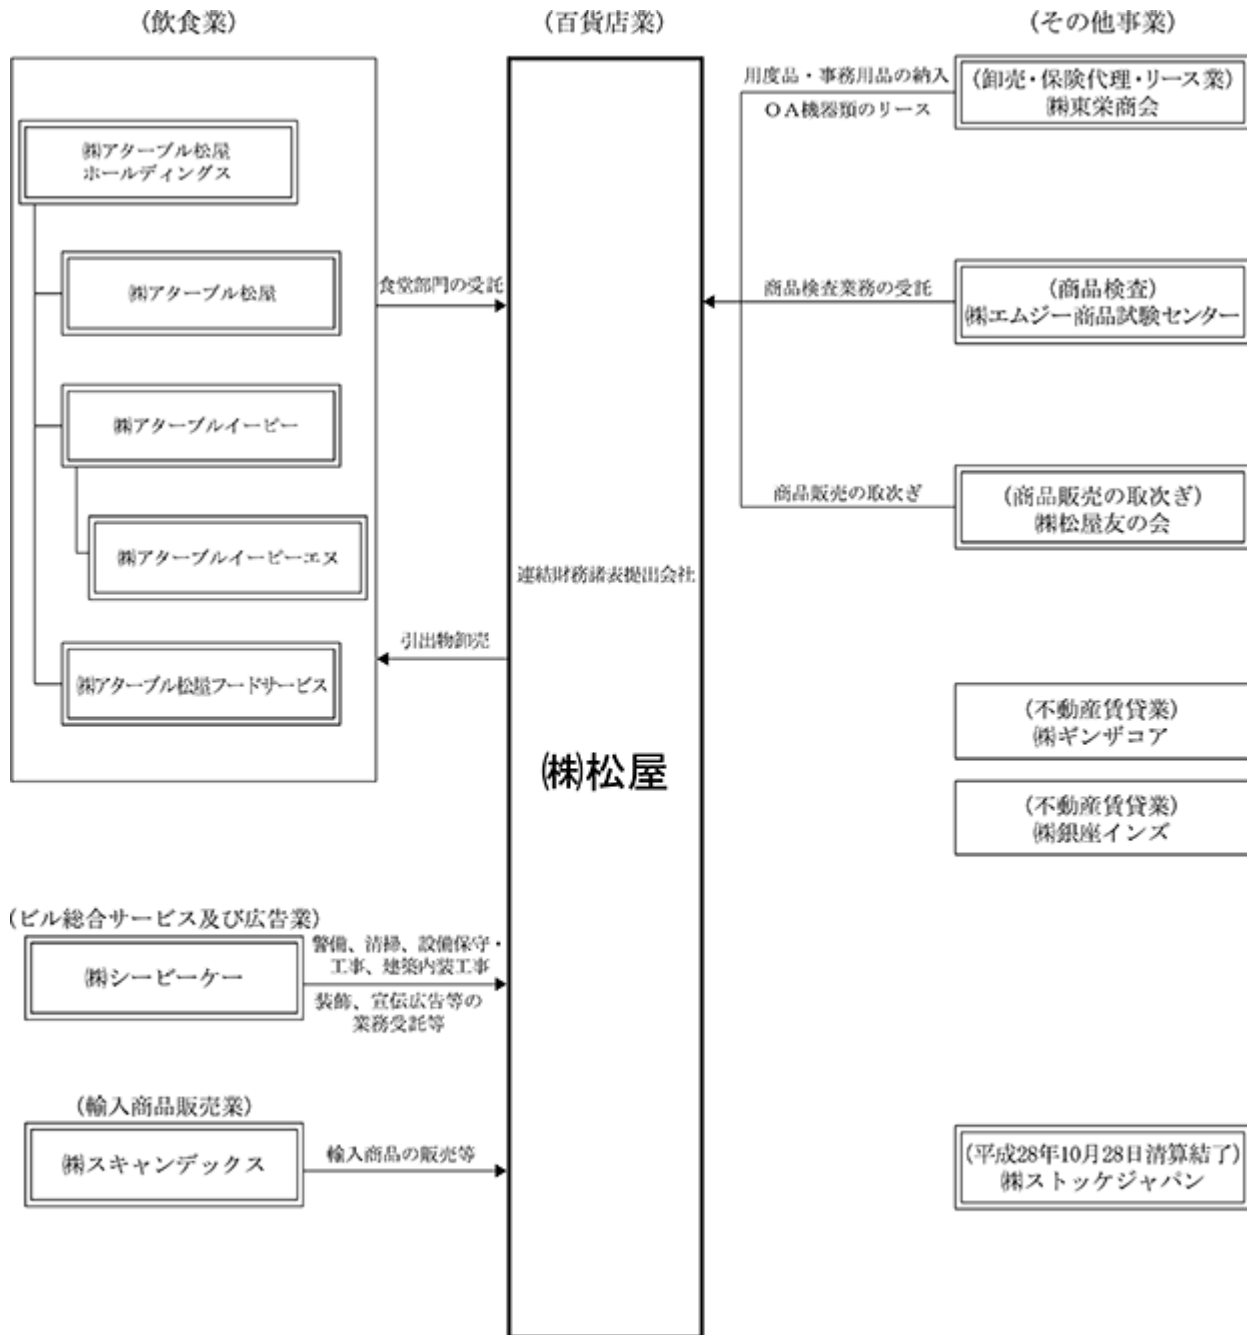 (飲食業)
(百貨店業)
(その他事業)
㈱アターブル松屋
ホールディングス
㈱アターブル松屋
㈱アターブルイービー
㈱アターブルイービーエヌ
㈱アターブル松屋フードサービス
食堂部門の受託
引出物卸売
連結財務諸表提出会社
㈱松屋
用度品・事務用品の納入
OA機器類のリース
(卸売・保険代理・リース業)
㈱東栄商会
商品検査業務の受託
(商品検査)
㈱エムジー商品試験センター
商品販売の取次ぎ
(商品販売の取次ぎ)
㈱松屋友の会
(不動産賃貸業)
㈱ギンザコア
(不動産賃貸業)
㈱銀座インズ
(ビル総合サービス及び広告業)
㈱シービーケー
警備、清掃、設備保守・
工事、建築内装工事
装飾、宣伝広告等の
業務受託等
(輸入商品販売業)
㈱スキャンデックス
輸入商品の販売等
(平成28年10月28日清算結了)
㈱ストッケジャパン